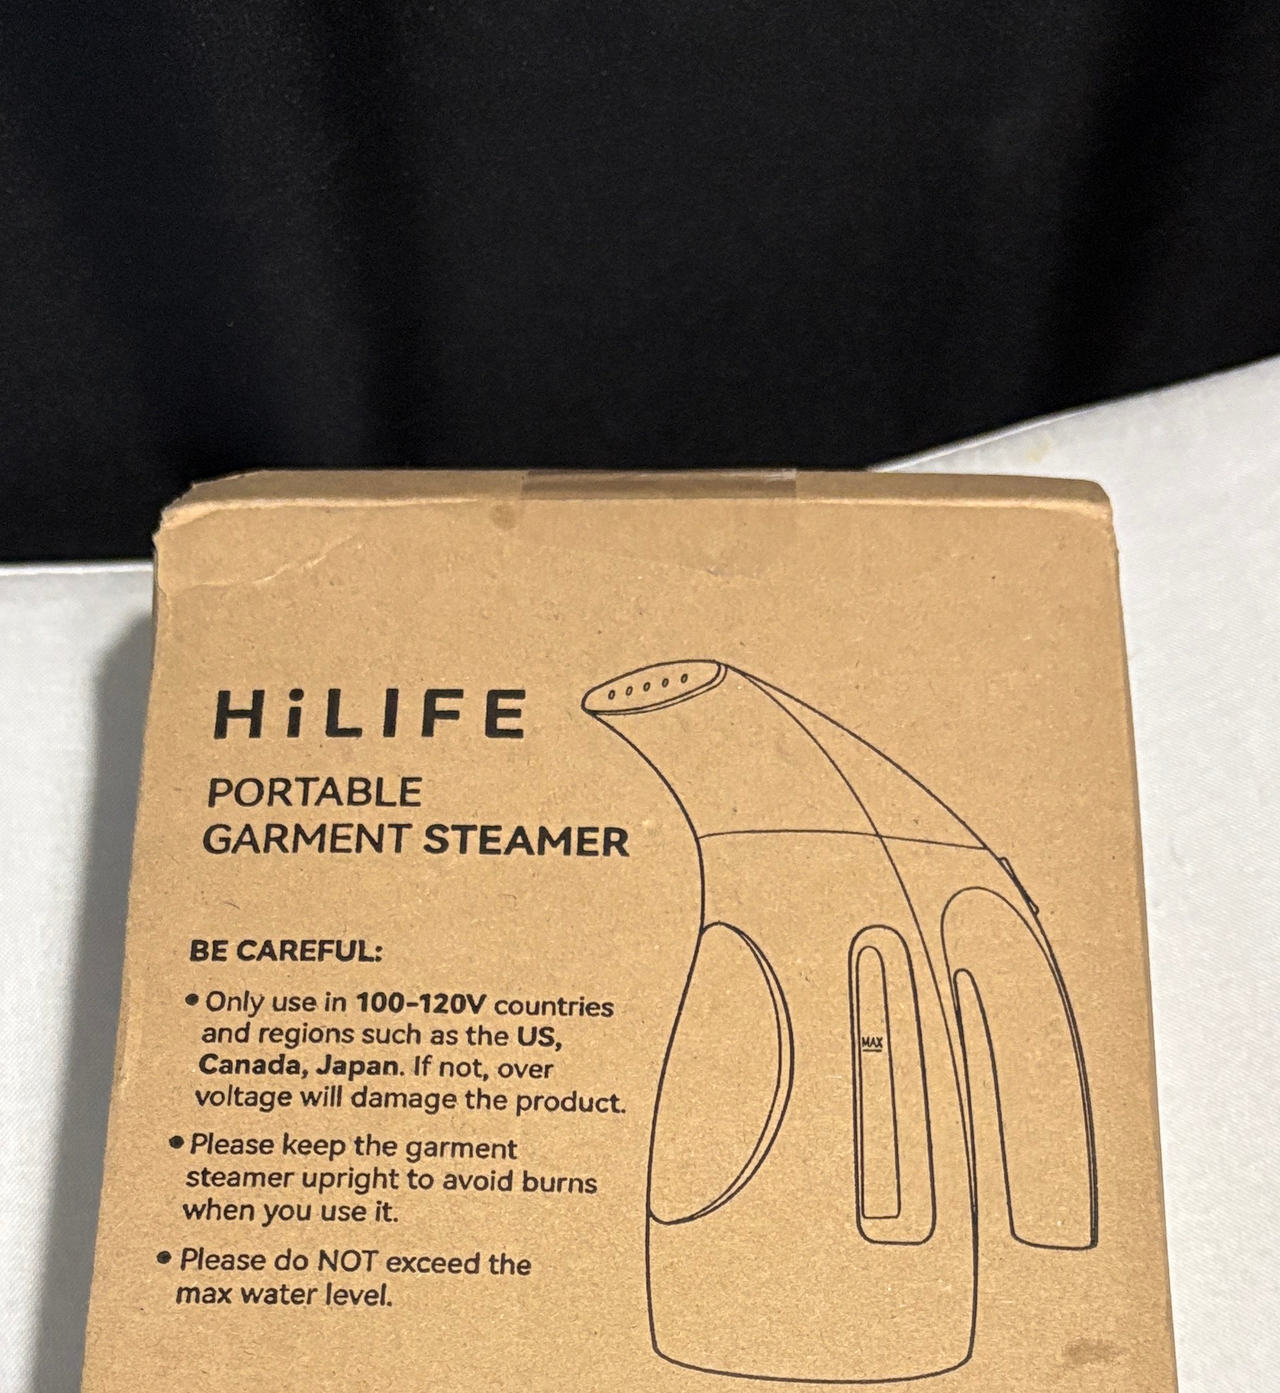 HiLIFE
PORTABLE
GARMENT STEAMER
BE CAREFUL:
• Only use in 100-120V countries
and regions such as the US,
Canada, Japan. If not, over
voltage will damage the product.
• Please keep the garment
steamer upright to avoid burns
when you use it.
• Please do NOT exceed the
max water level.
MAX